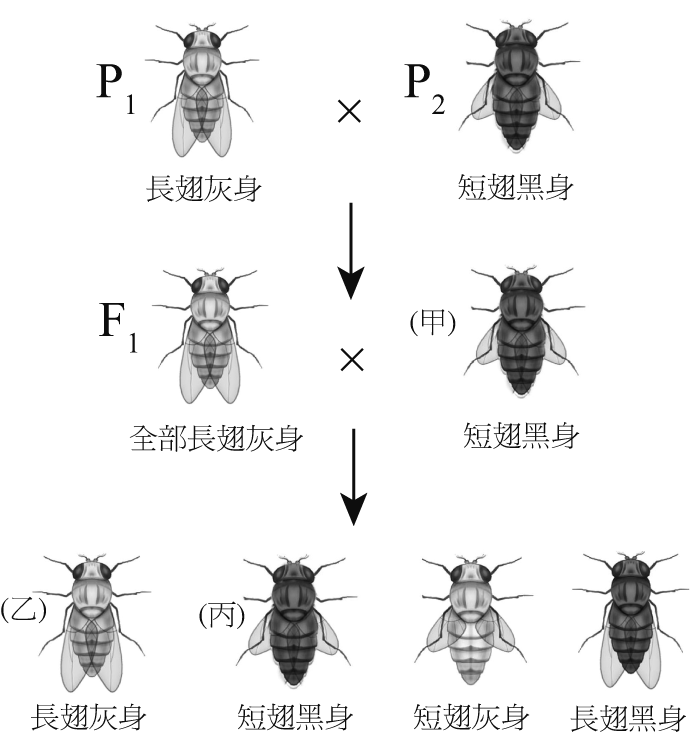 P1 × P2
長翅灰身 短翅黑身
F1 × (甲)
全部長翅灰身 短翅黑身
(乙) (丙)
長翅灰身 短翅黑身 短翅灰身 長翅黑身